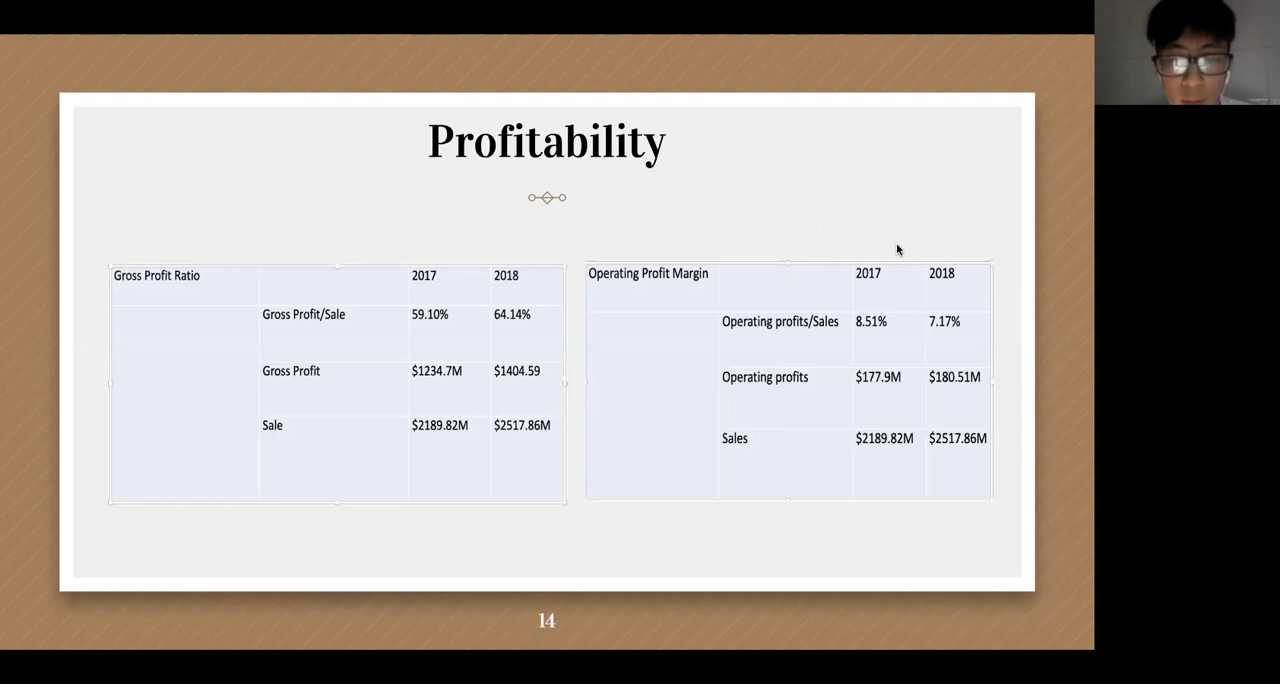 Profitability
Gross Profit Ratio 2017 2018
Gross Profit/Sale 59.10% 64.14%
Gross Profit $1234.7M $1404.59
Sale $2189.82M $2517.86M
Operating Profit Margin 2017 2018
Operating profits/Sales 8.51% 7.17%
Operating profits $177.9M $180.51M
Sales $2189.82M $2517.86M
14